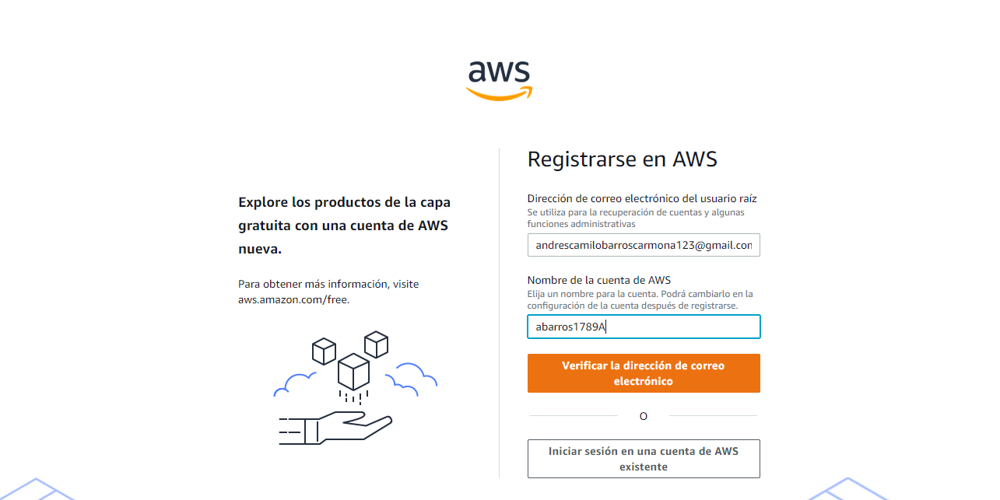 aws
Explore los productos de la capa
gratuita con una cuenta de AWS
nueva.
Para obtener más información, visite
aws.amazon.com/free.
Registrarse en AWS
Dirección de correo electrónico del usuario raíz
Se utiliza para la recuperación de cuentas y algunas
funciones administrativas
andrescamilobarroscarmona123@gmail.con
Nombre de la cuenta de AWS
Elija un nombre para la cuenta. Podrá cambiarlo en la
configuración de la cuenta después de registrarse.
abarros1789A
Verificar la dirección de correo
electrónico
O
Iniciar sesión en una cuenta de AWS
existente